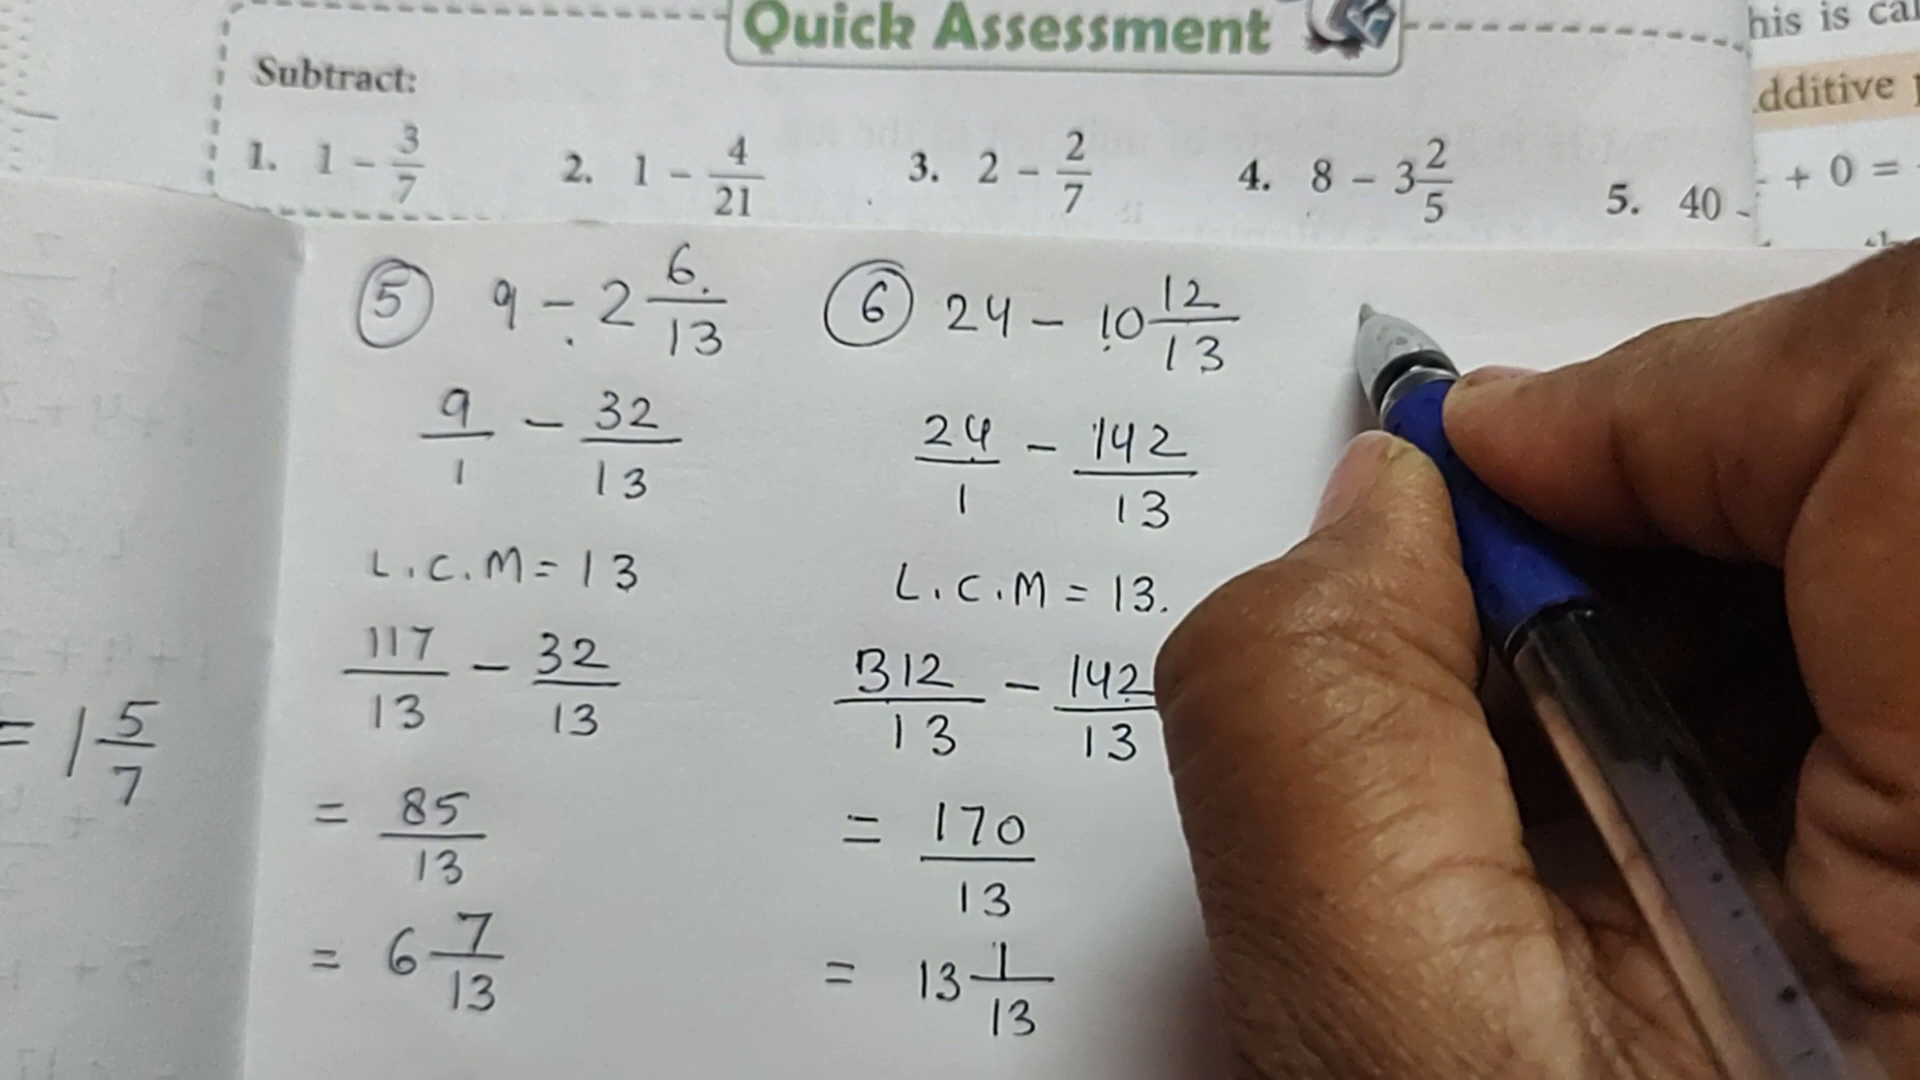 Quick Assessment
his is cal
Subtract:
dditive p
1. 1 - 3/7 2. 1 - 4/21 3. 2 - 2/7 4. 8 - 3 2/5 5. 40 -
+ 0 =
5 9 - 2 6/13
9/1 - 32/13
L.C.M = 13
117/13 - 32/13
= 85/13
= 6 7/13
6 24 - 10 12/13
24/1 - 142/13
L.C.M = 13.
312/13 - 142/13
= 170/13
= 13 1/13
= 1 5/7